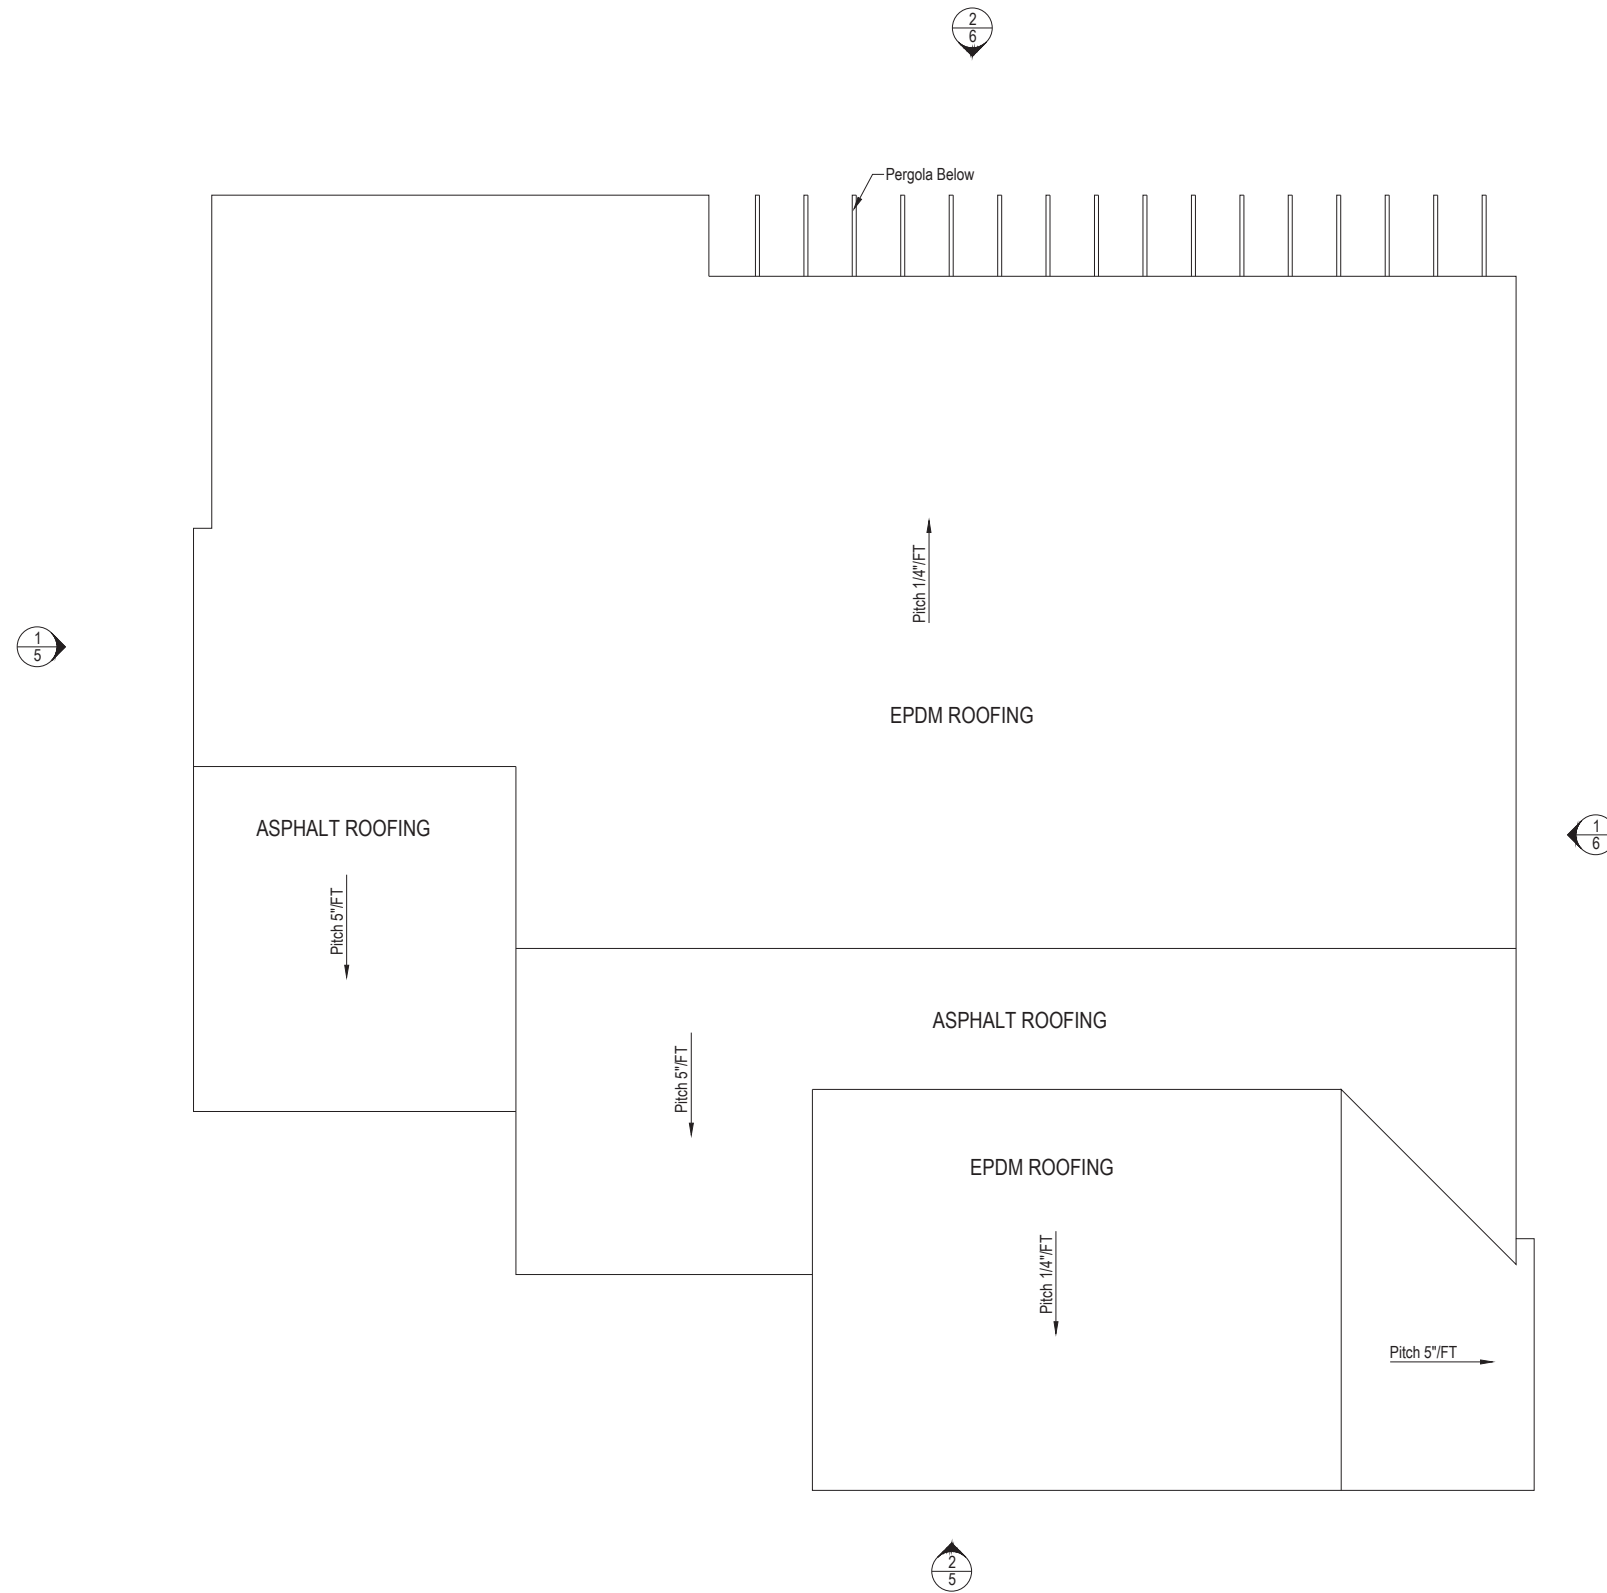 2
6
Pergola Below
Pitch 1/4"/FT
1
5
EPDM ROOFING
ASPHALT ROOFING
1
6
Pitch 5"/FT
ASPHALT ROOFING
Pitch 5"/FT
EPDM ROOFING
Pitch 1/4"/FT
Pitch 5"/FT
2
5